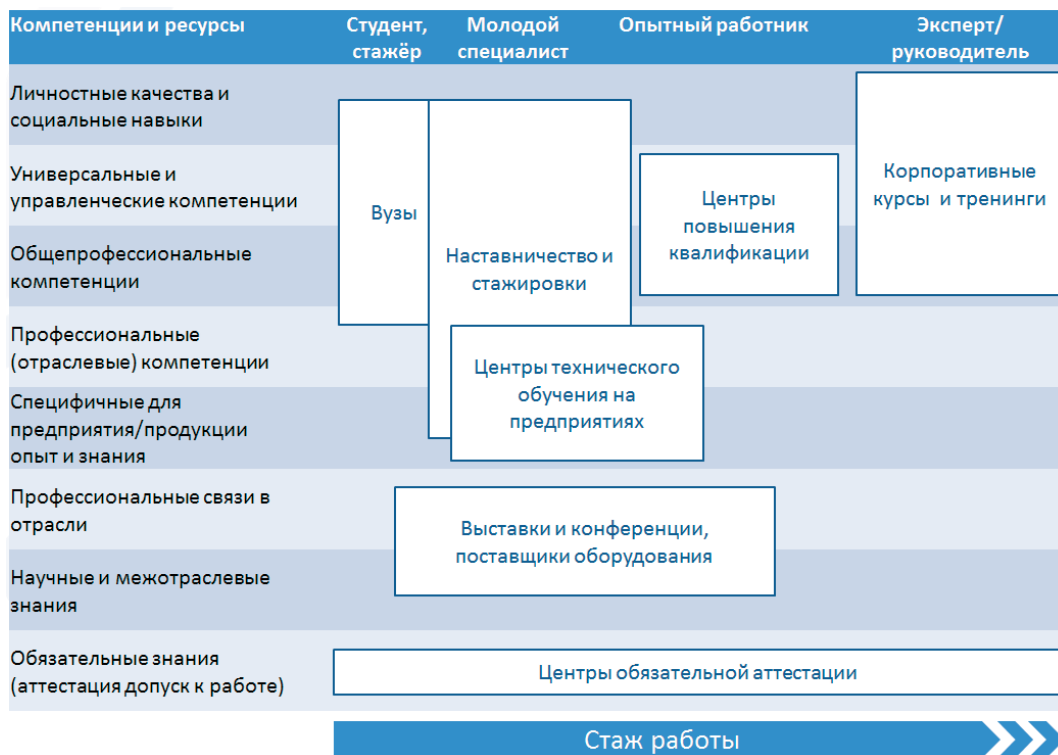 Компетенции и ресурсы
Студент,
стажёр
Молодой
специалист
Опытный работник
Эксперт/
руководитель
Личностные качества и
социальные навыки
Универсальные и
управленческие компетенции
Общепрофессиональные
компетенции
Профессиональные
(отраслевые) компетенции
Специфичные для
предприятия/продукции
опыт и знания
Профессиональные связи в
отрасли
Научные и межотраслевые
знания
Обязательные знания
(аттестация допуск к работе)
Вузы
Наставничество и
стажировки
Центры
повышения
квалификации
Корпоративные
курсы и тренинги
Центры технического
обучения на
предприятиях
Выставки и конференции,
поставщики оборудования
Центры обязательной аттестации
Стаж работы